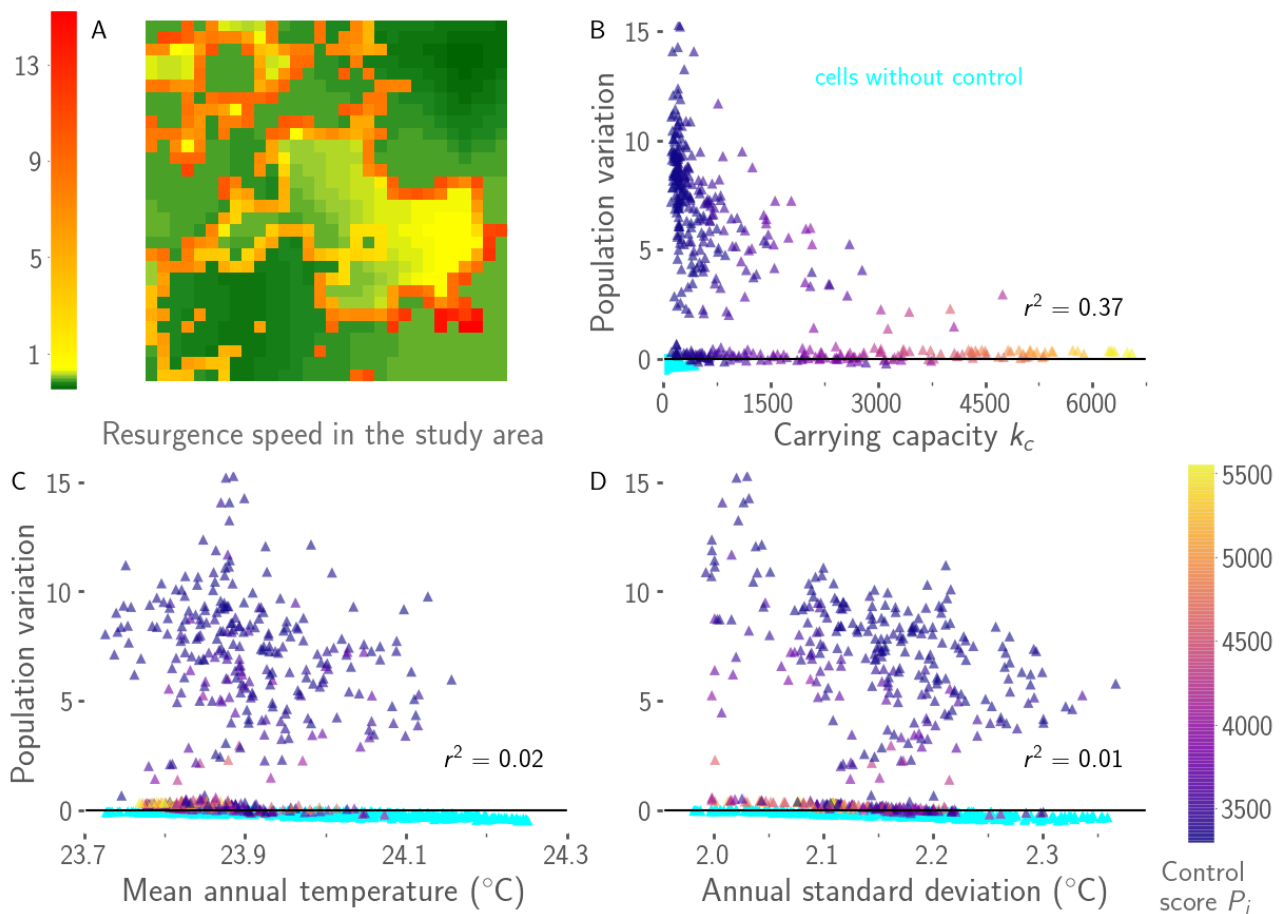 A
13
9
5
1
Resurgence speed in the study area
B
15
10
5
0
Population variation
cells without control
r² = 0.37
0 1500 3000 4500 6000
Carrying capacity k_c
C
15
10
5
0
Population variation
r² = 0.02
23.7 23.9 24.1 24.3
Mean annual temperature (°C)
D
15
10
5
0
r² = 0.01
2.0 2.1 2.2 2.3
Annual standard deviation (°C)
5500
5000
4500
4000
3500
Control
score P_i